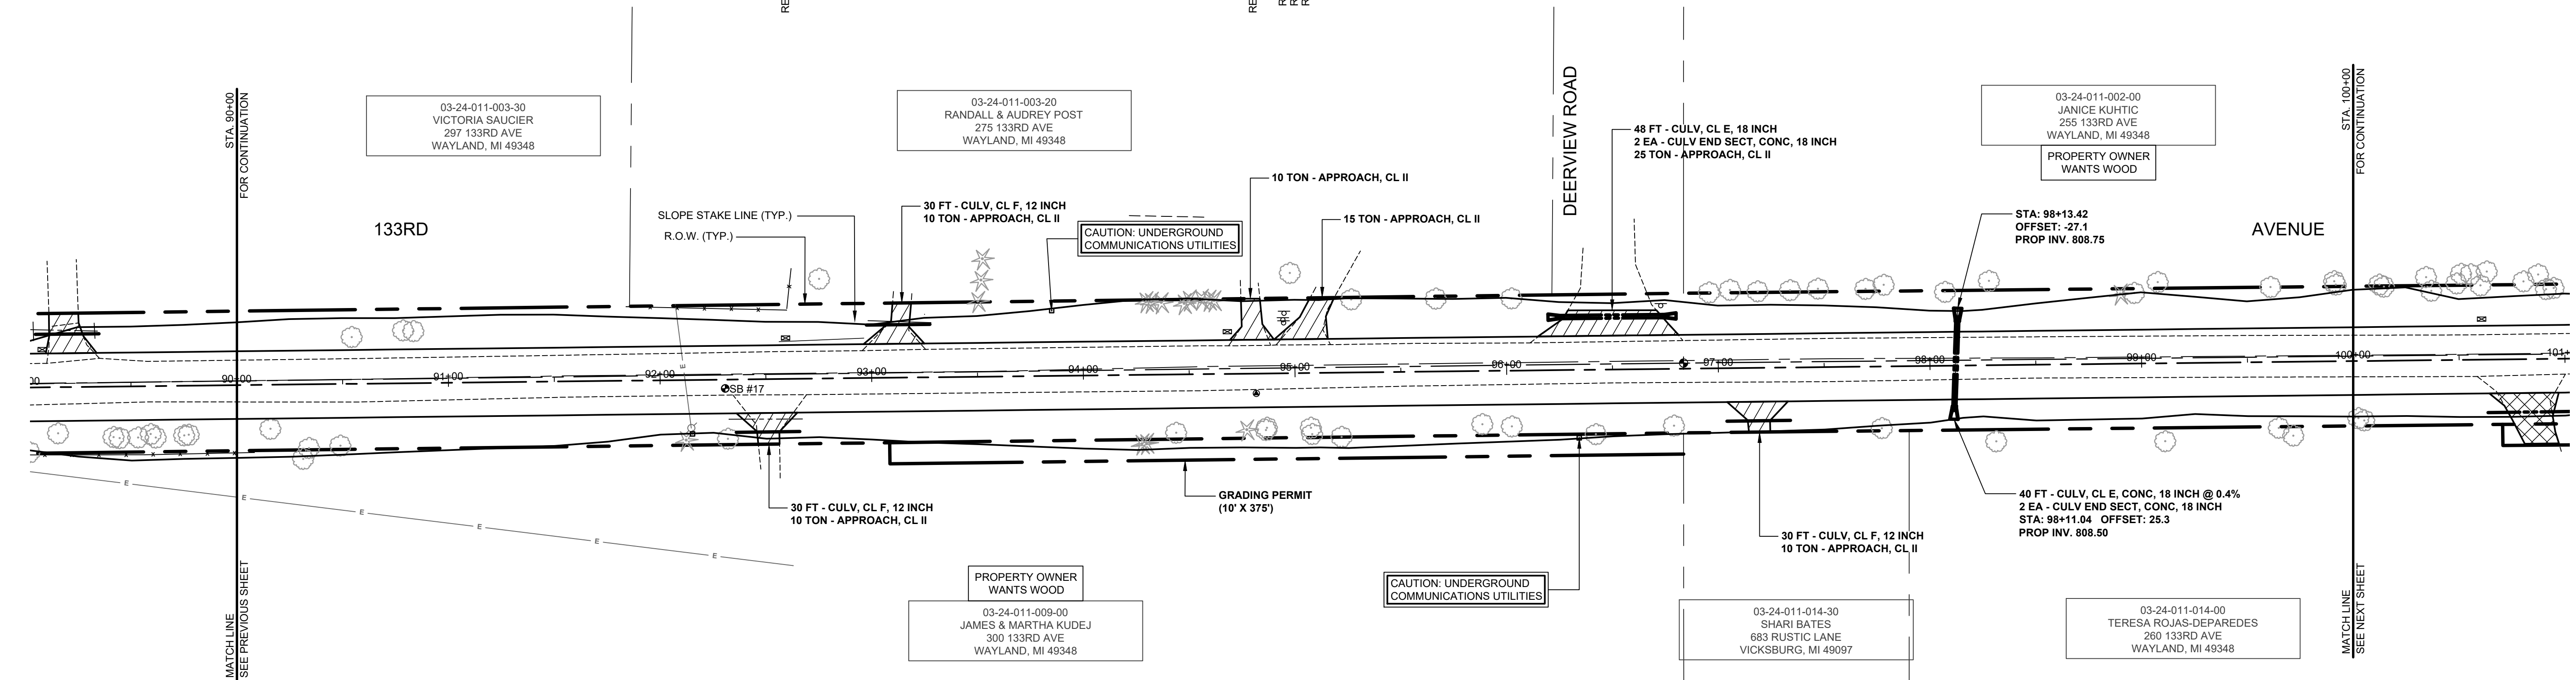 RE
RE
R
R
R
STA. 90+00
FOR CONTINUATION
03-24-011-003-30
VICTORIA SAUCIER
297 133RD AVE
WAYLAND, MI 49348
133RD
SLOPE STAKE LINE (TYP.)
R.O.W. (TYP.)
03-24-011-003-20
RANDALL & AUDREY POST
275 133RD AVE
WAYLAND, MI 49348
30 FT - CULV, CL F, 12 INCH
10 TON - APPROACH, CL II
CAUTION: UNDERGROUND
COMMUNICATIONS UTILITIES
10 TON - APPROACH, CL II
15 TON - APPROACH, CL II
DEERVIEW ROAD
48 FT - CULV, CL E, 18 INCH
2 EA - CULV END SECT, CONC, 18 INCH
25 TON - APPROACH, CL II
03-24-011-002-00
JANICE KUHTIC
255 133RD AVE
WAYLAND, MI 49348
PROPERTY OWNER
WANTS WOOD
STA: 98+13.42
OFFSET: -27.1
PROP INV. 808.75
AVENUE
STA. 100+00
FOR CONTINUATION
00
90+00
91+00
92+00
93+00
94+00
95+00
96+00
97+00
98+00
99+00
100+00
101+
SB #17
E
E
E
E
E
E
E
E
30 FT - CULV, CL F, 12 INCH
10 TON - APPROACH, CL II
GRADING PERMIT
(10' X 375')
30 FT - CULV, CL F, 12 INCH
10 TON - APPROACH, CL II
40 FT - CULV, CL E, CONC, 18 INCH @ 0.4%
2 EA - CULV END SECT, CONC, 18 INCH
STA: 98+11.04 OFFSET: 25.3
PROP INV. 808.50
MATCH LINE
SEE PREVIOUS SHEET
PROPERTY OWNER
WANTS WOOD
03-24-011-009-00
JAMES & MARTHA KUDEJ
300 133RD AVE
WAYLAND, MI 49348
CAUTION: UNDERGROUND
COMMUNICATIONS UTILITIES
03-24-011-014-30
SHARI BATES
683 RUSTIC LANE
VICKSBURG, MI 49097
03-24-011-014-00
TERESA ROJAS-DEPAREDES
260 133RD AVE
WAYLAND, MI 49348
MATCH LINE
SEE NEXT SHEET